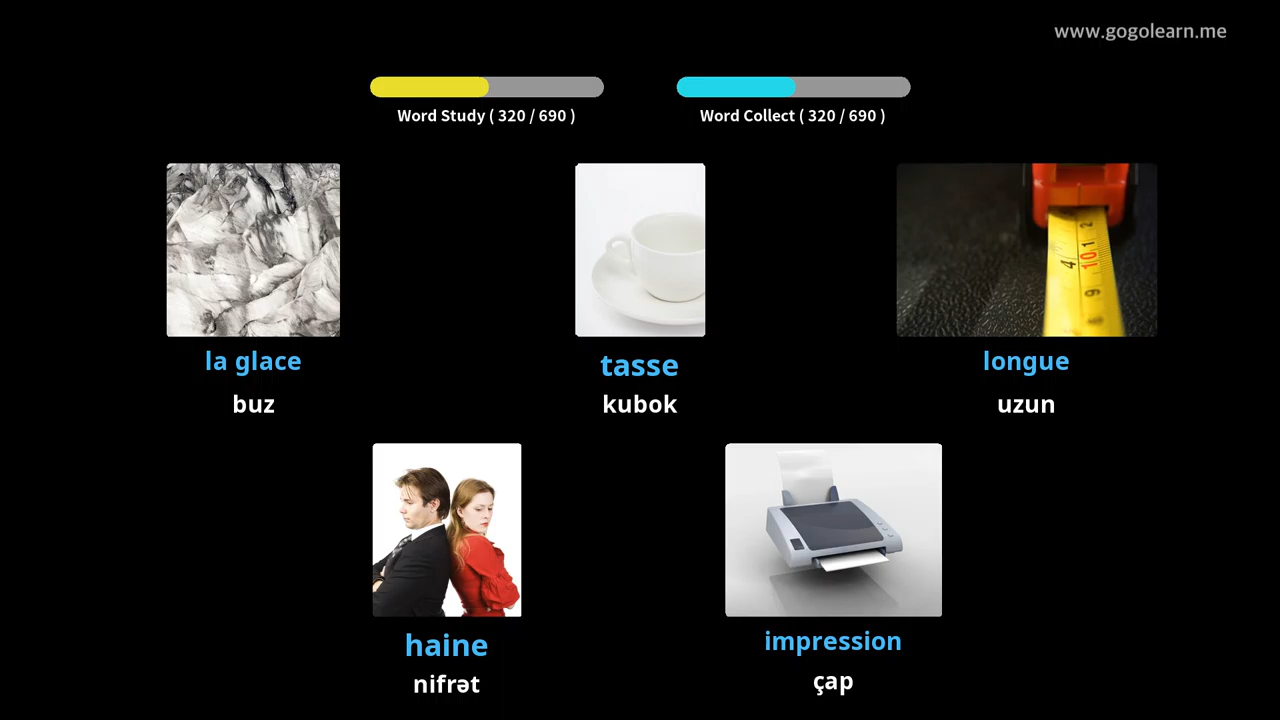 www.gogolearn.me
Word Study ( 320 / 690 )
Word Collect ( 320 / 690 )
la glace
buz
tasse
kubok
longue
uzun
haine
nifrət
impression
çap